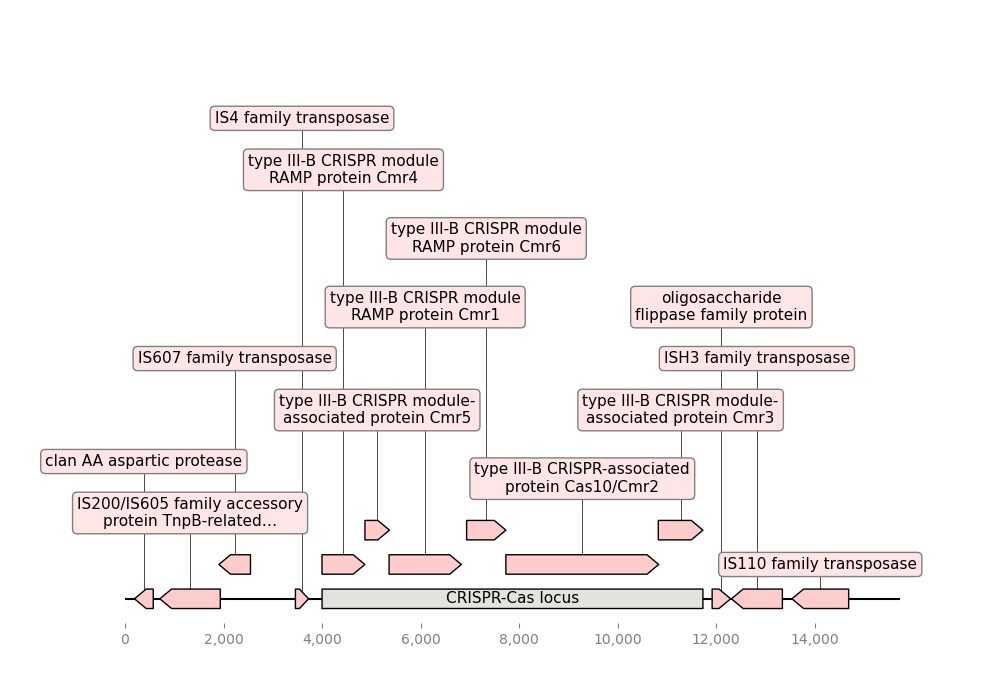 IS4 family transposase
type III-B CRISPR module
RAMP protein Cmr4
type III-B CRISPR module
RAMP protein Cmr6
type III-B CRISPR module
RAMP protein Cmr1
oligosaccharide
flippase family protein
IS607 family transposase
ISH3 family transposase
type III-B CRISPR module-
associated protein Cmr5
type III-B CRISPR module-
associated protein Cmr3
clan AA aspartic protease
type III-B CRISPR-associated
protein Cas10/Cmr2
IS200/IS605 family accessory
protein TnpB-related…
IS110 family transposase
CRISPR-Cas locus
0 2,000 4,000 6,000 8,000 10,000 12,000 14,000